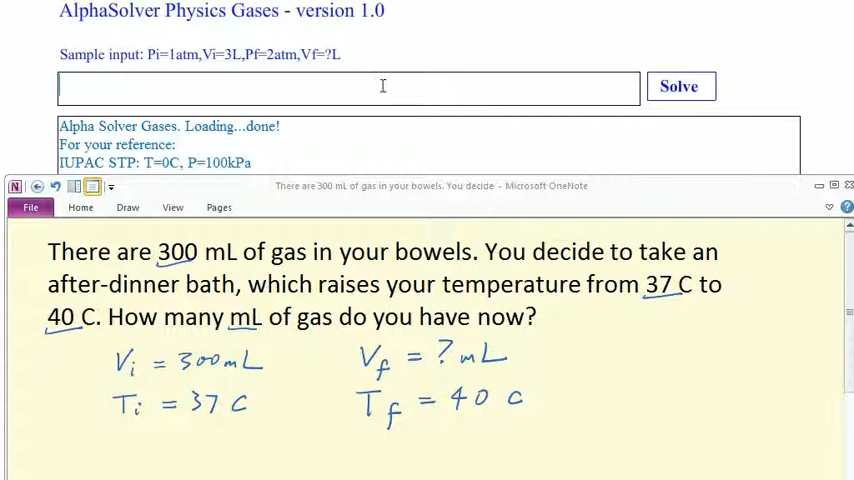 AlphaSolver Physics Gases - version 1.0
Sample input: Pi=1atm,Vi=3L,Pf=2atm,Vf=?L
Solve
Alpha Solver Gases. Loading...done!
For your reference:
IUPAC STP: T=0C, P=100kPa
There are 300 mL of gas in your bowels. You decide - Microsoft OneNote
File Home Draw View Pages
There are 300 mL of gas in your bowels. You decide to take an
after-dinner bath, which raises your temperature from 37 C to
40 C. How many mL of gas do you have now?
Vi = 300mL Vf = ? mL
Ti = 37 C Tf = 40 C